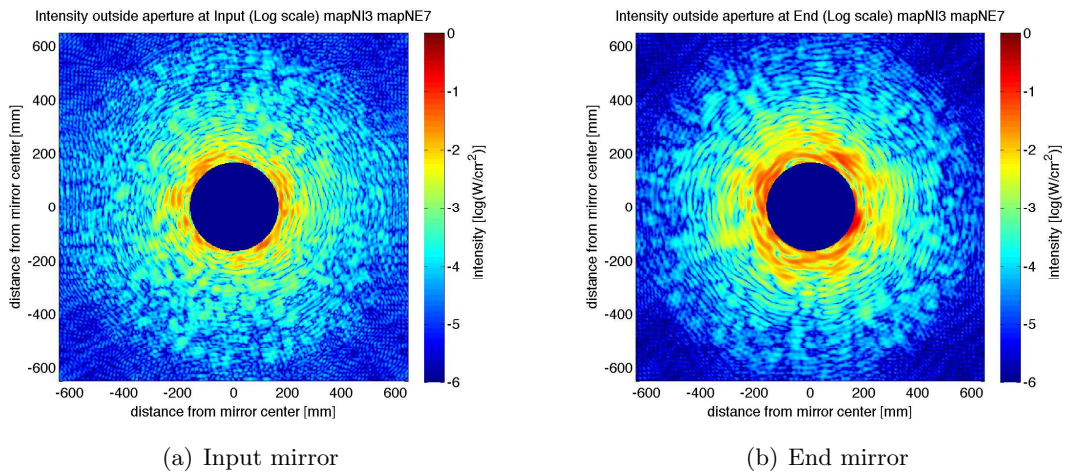 Intensity outside aperture at Input (Log scale) mapNI3 mapNE7
600
400
200
0
-200
-400
-600
distance from mirror center [mm]
-600 -400 -200 0 200 400 600
distance from mirror center [mm]
0
-1
-2
-3
-4
-5
-6
Intensity [log(W/cm²)]
(a) Input mirror
Intensity outside aperture at End (Log scale) mapNI3 mapNE7
600
400
200
0
-200
-400
-600
distance from mirror center [mm]
-600 -400 -200 0 200 400 600
distance from mirror center [mm]
0
-1
-2
-3
-4
-5
-6
Intensity [log(W/cm²)]
(b) End mirror